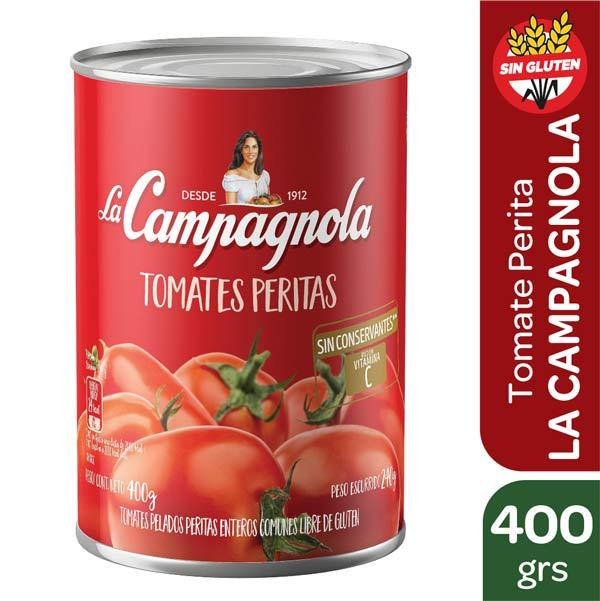 DESDE 1912
La Campagnola
TOMATES PERITAS
SIN CONSERVANTES**
VITAMINA
C
PESO CONT. NETO 400g
PESO ESCURRIDO 240g
TOMATES PELADOS PERITAS ENTEROS COMUNES LIBRE DE GLUTEN
SIN GLUTEN
Tomate Perita
LA CAMPAGNOLA
400
grs